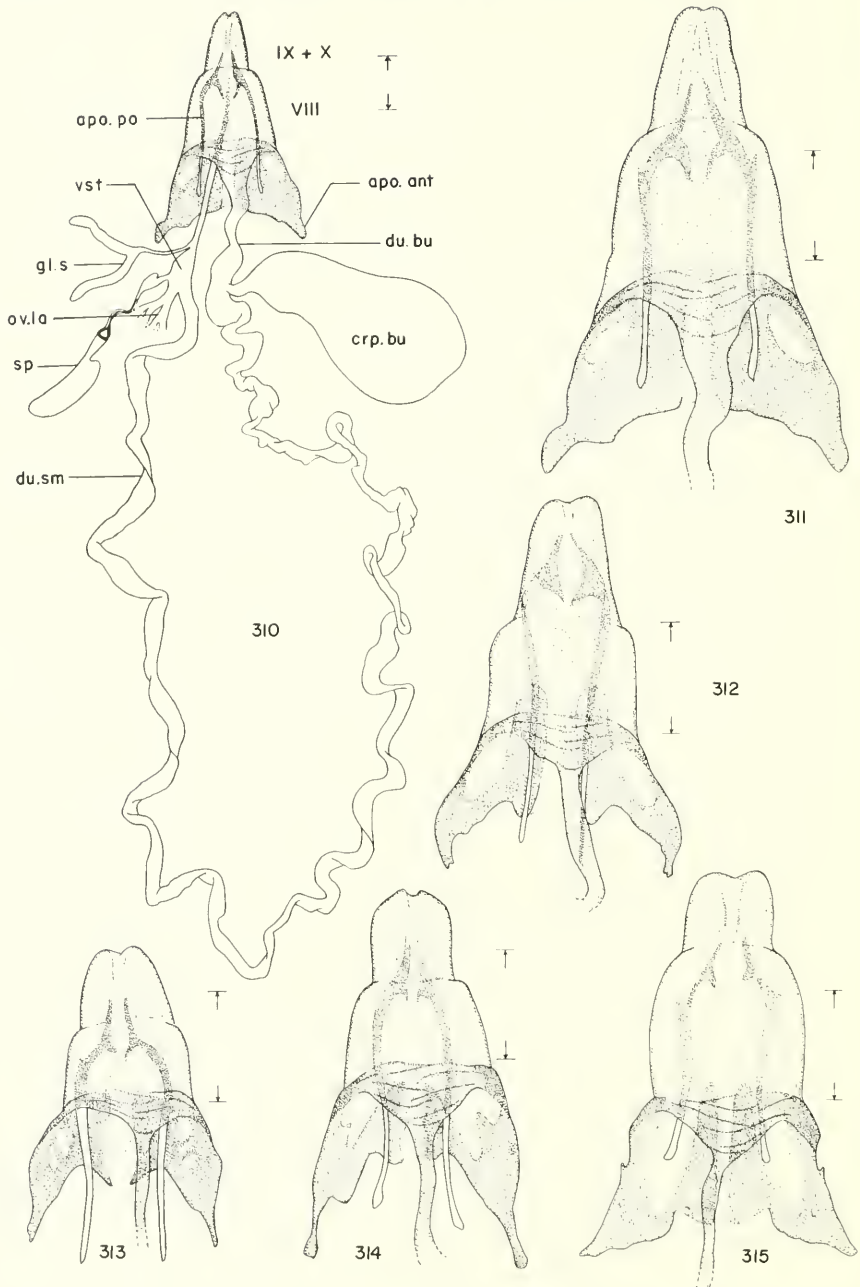 IX + X
VIII
apo. po
vst
apo. ant
du. bu
gl. s
ov. la
crp. bu
sp
du. sm
310
311
312
313
314
315